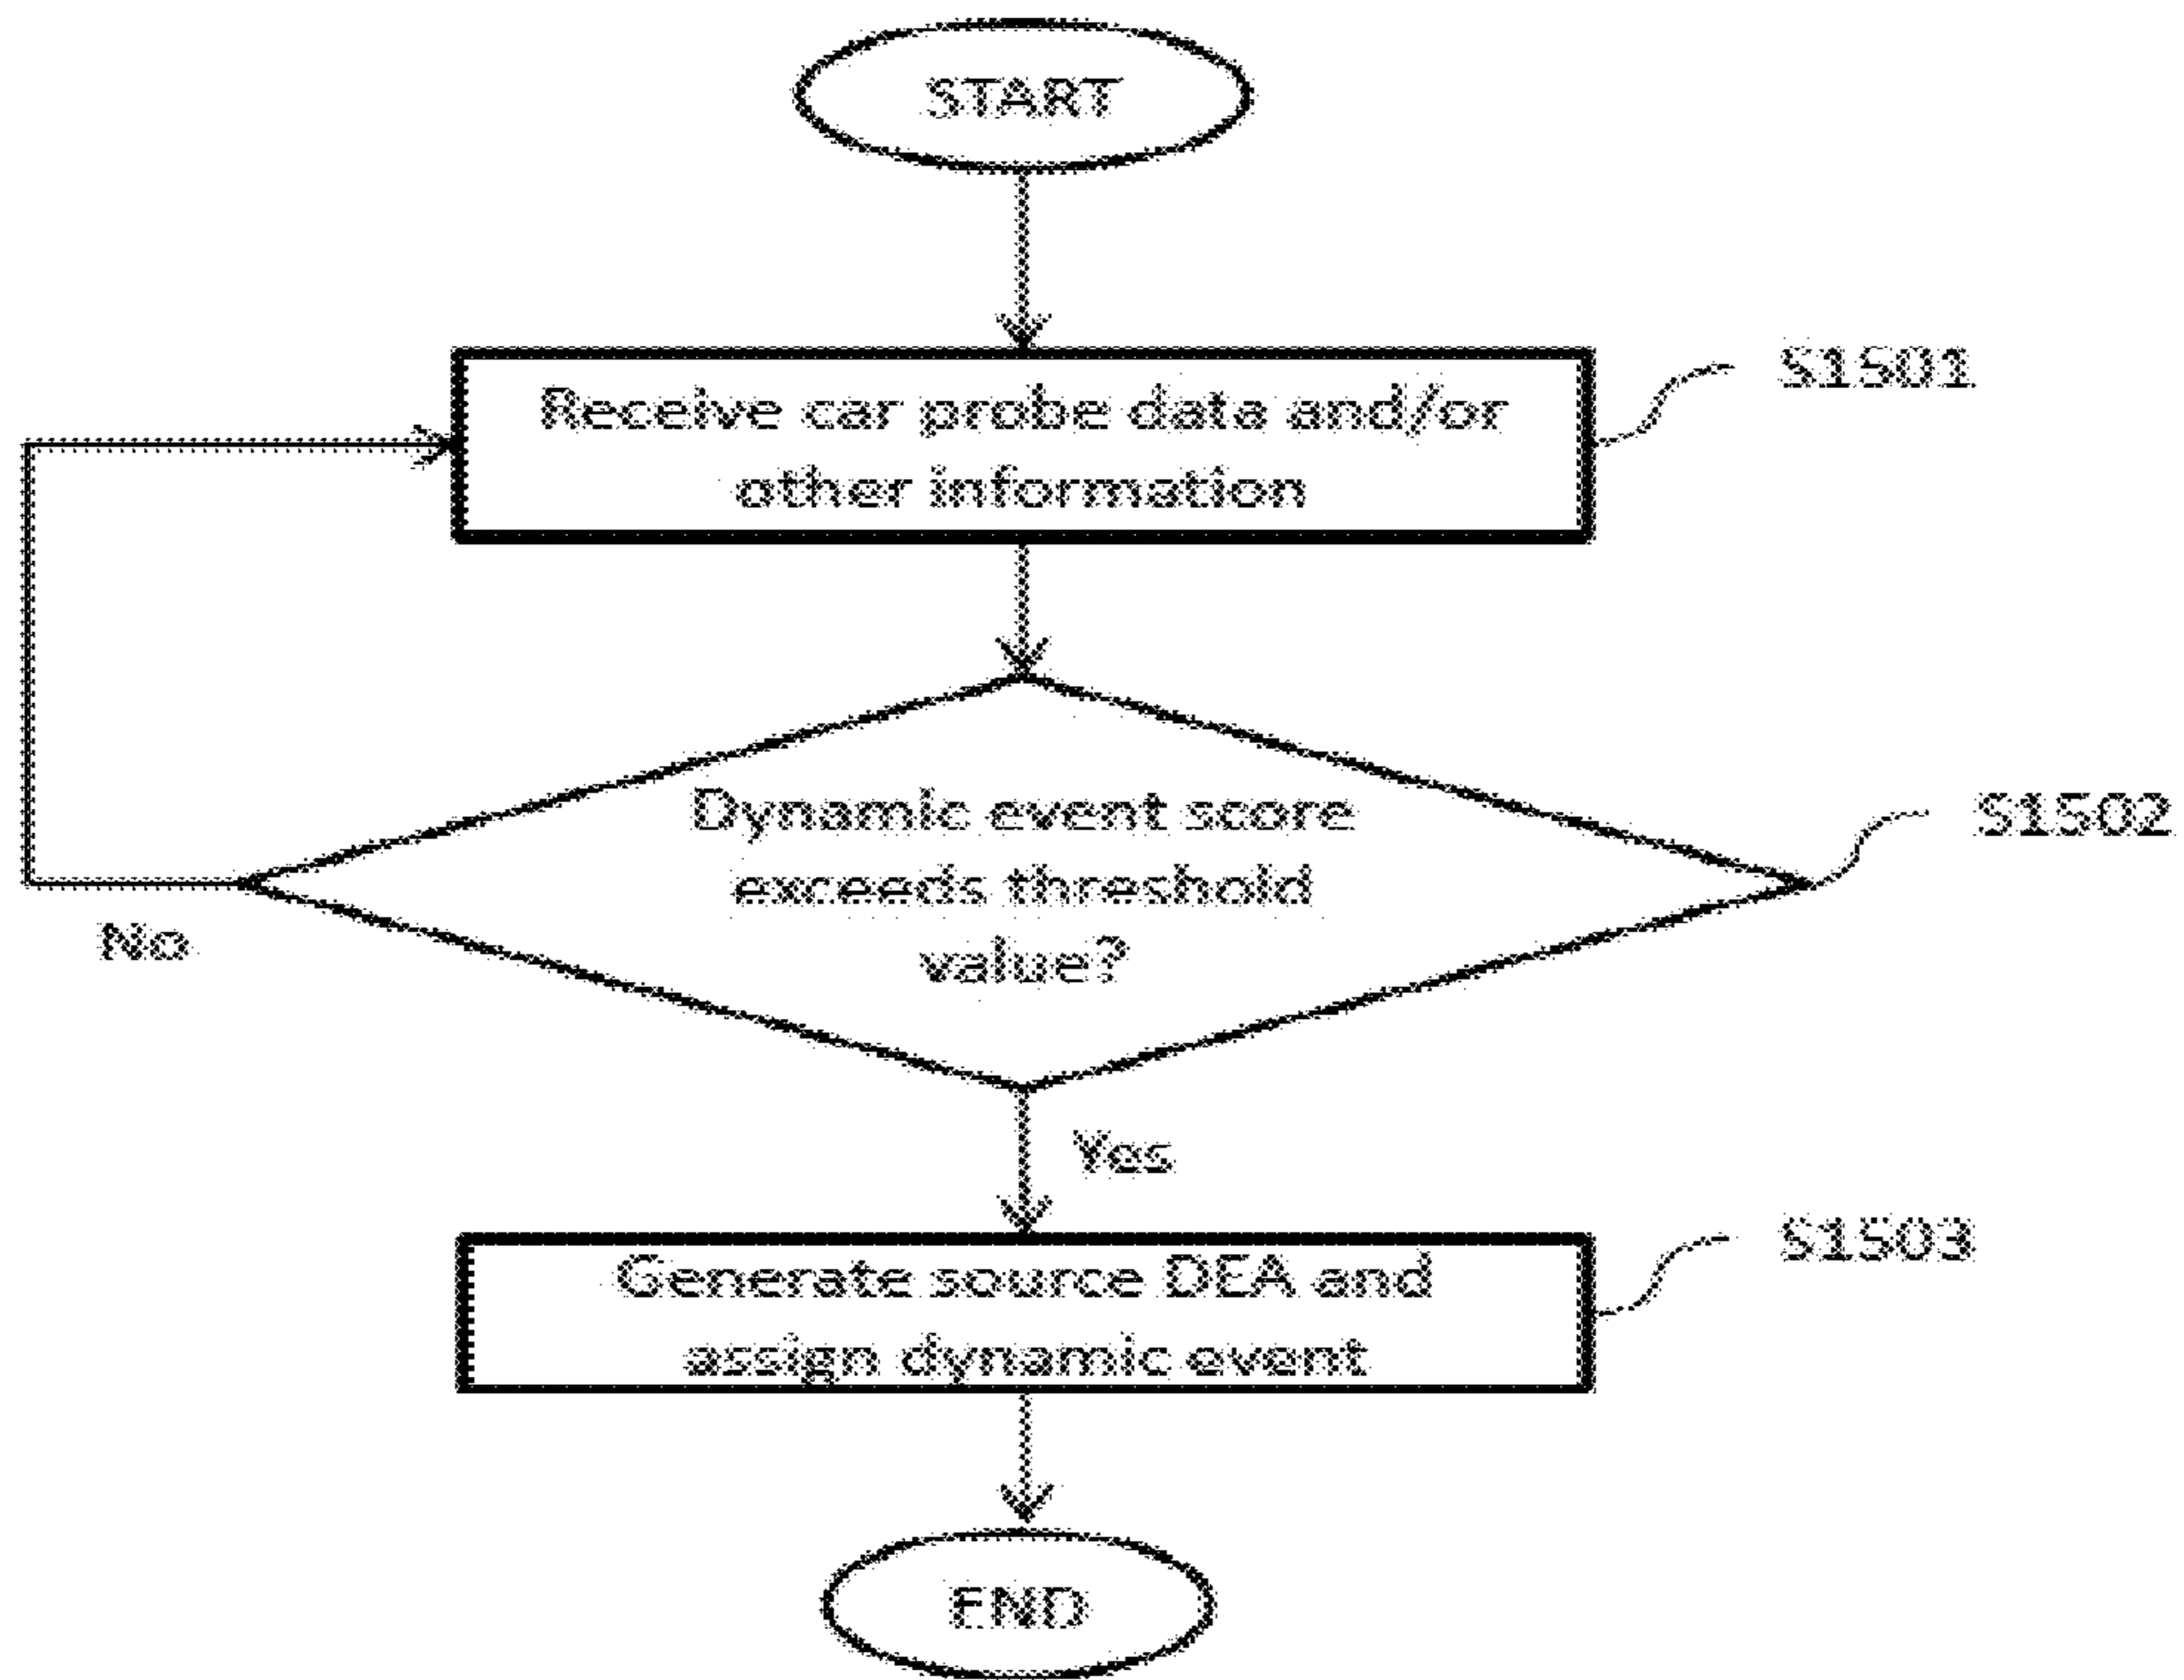 START
Receive car probe data and/or
other information
S1501
Dynamic event score
exceeds threshold
value?
S1502
No
Yes
Generate source DEA and
assign dynamic event
S1503
END